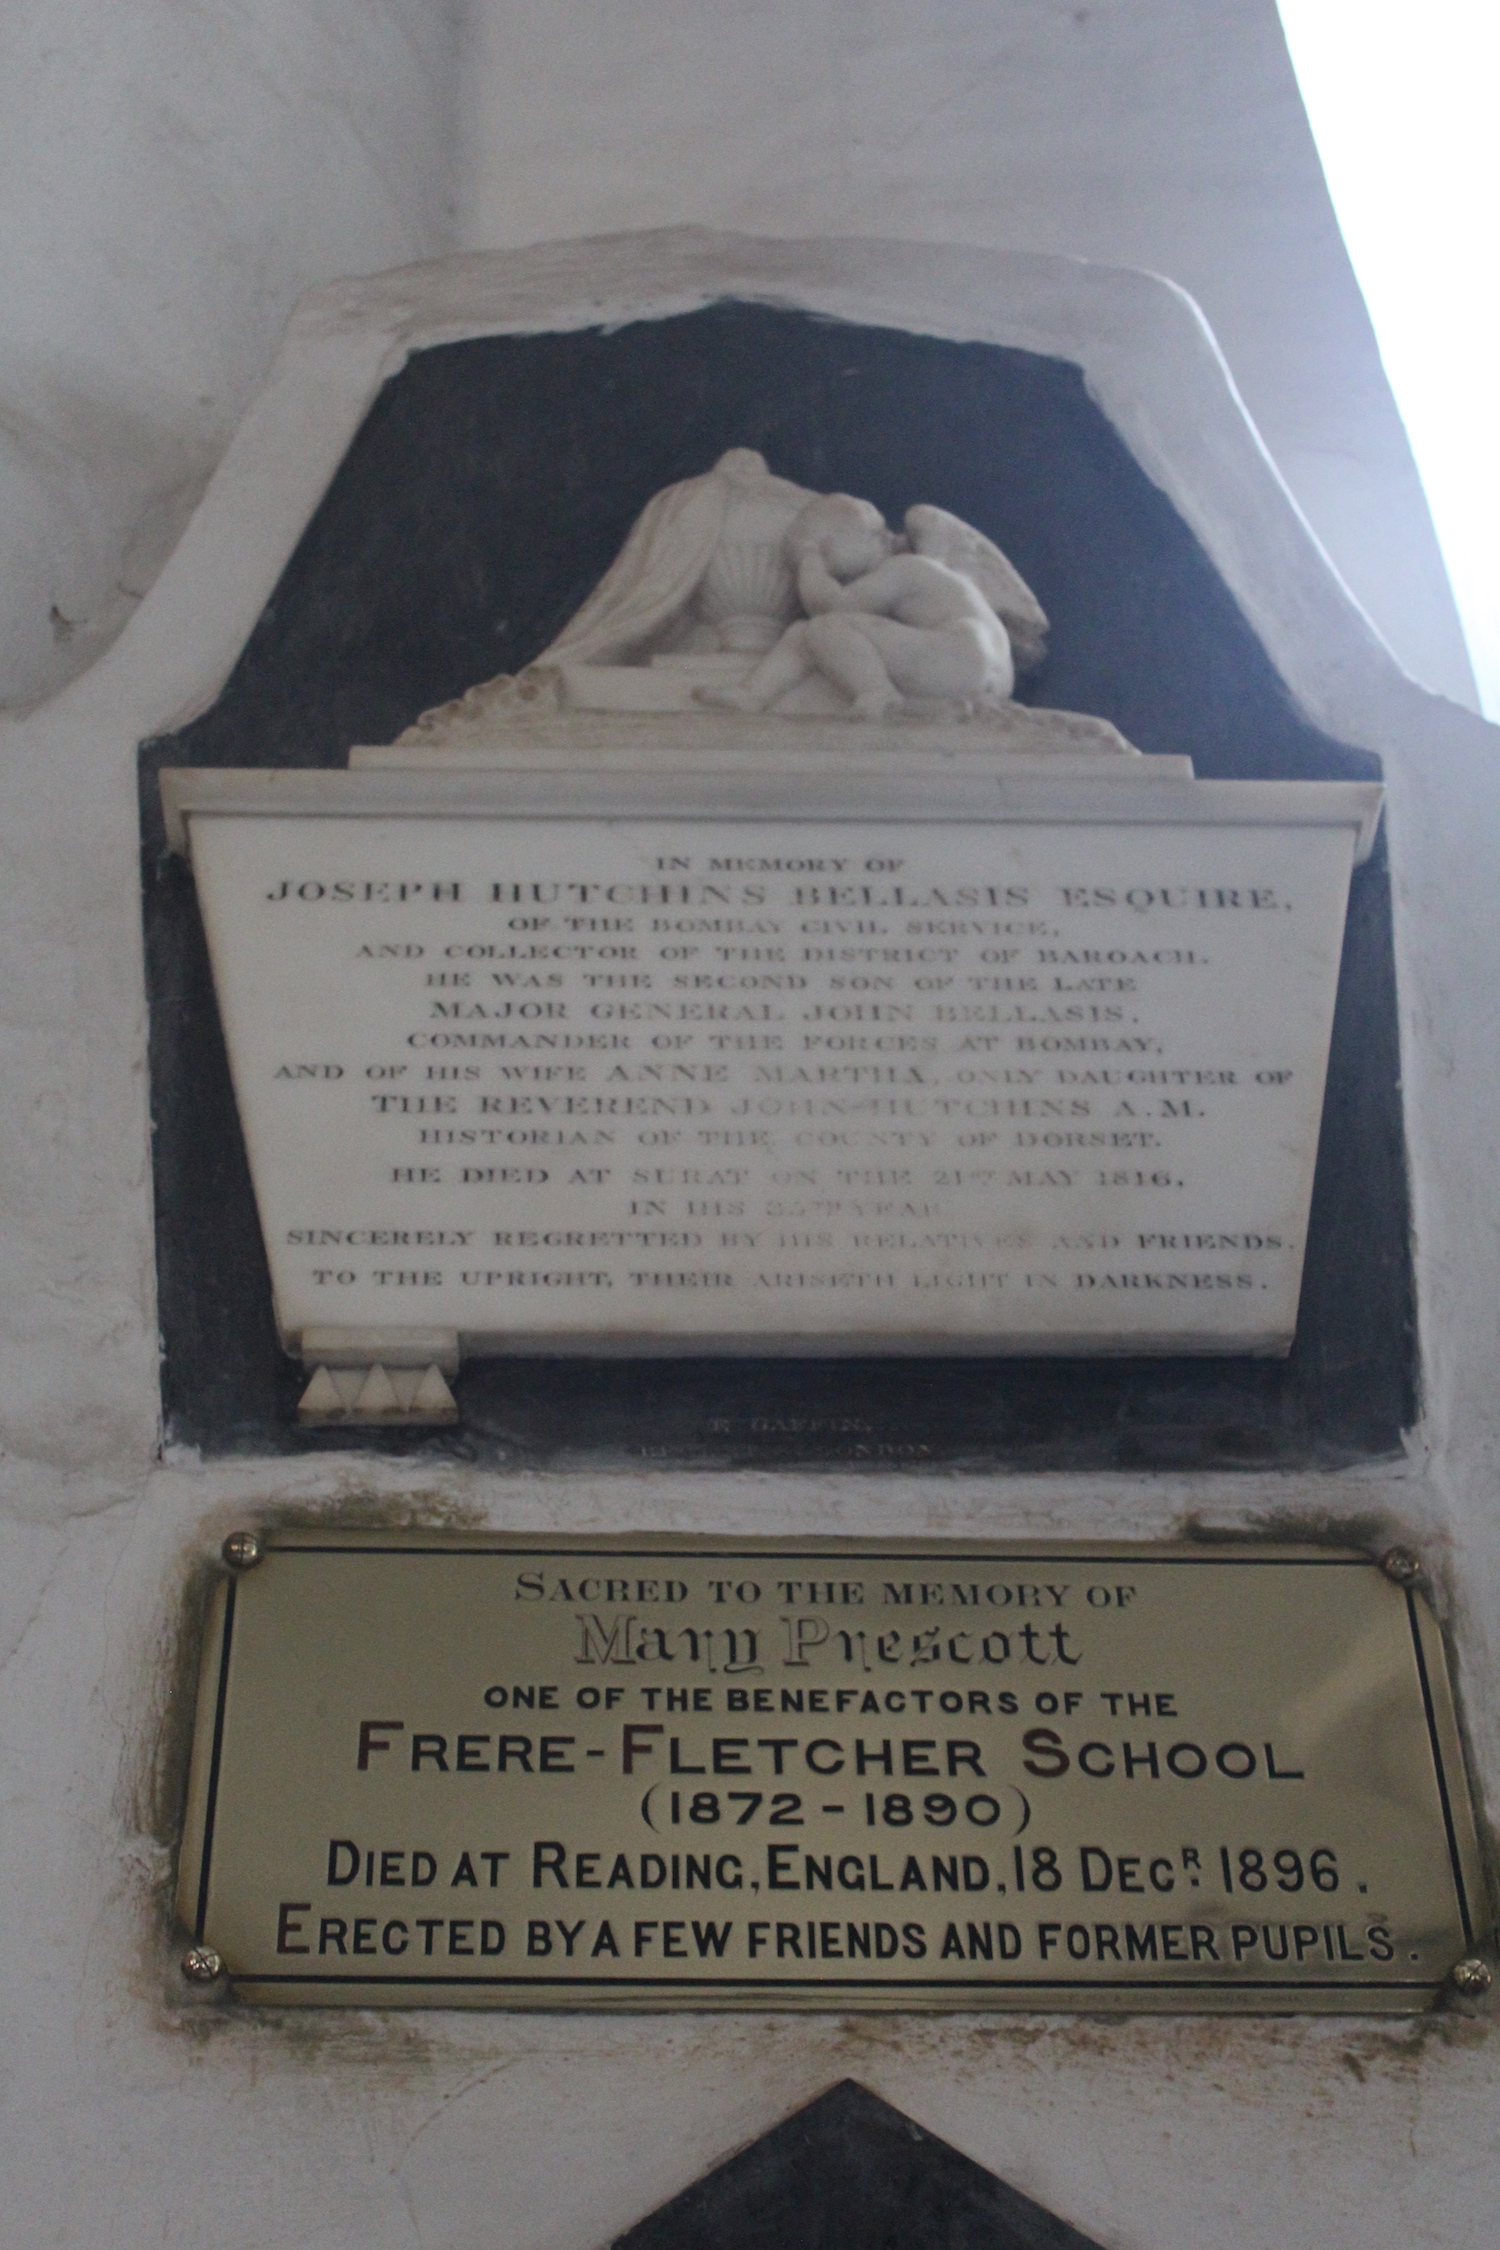 IN MEMORY OF
JOSEPH HUTCHINS BELLASIS ESQUIRE,
OF THE BOMBAY CIVIL SERVICE,
AND COLLECTOR OF THE DISTRICT OF BAROACH.
HE WAS THE SECOND SON OF THE LATE
MAJOR GENERAL JOHN BELLASIS,
COMMANDER OF THE FORCES AT BOMBAY,
AND OF HIS WIFE ANNE MARTHA, ONLY DAUGHTER OF
THE REVEREND JOHN HUTCHINS A.M.
HISTORIAN OF THE COUNTY OF DORSET.
HE DIED AT SURAT ON THE 21ST MAY 1816,
IN HIS 35TH YEAR
SINCERELY REGRETTED BY HIS RELATIVES AND FRIENDS.
TO THE UPRIGHT, THEIR ARISETH LIGHT IN DARKNESS.
GAFFIN,
LONDON
SACRED TO THE MEMORY OF
Mary Prescott
ONE OF THE BENEFACTORS OF THE
FRERE-FLETCHER SCHOOL
(1872-1890)
DIED AT READING, ENGLAND, 18 DECR. 1896.
ERECTED BY A FEW FRIENDS AND FORMER PUPILS.